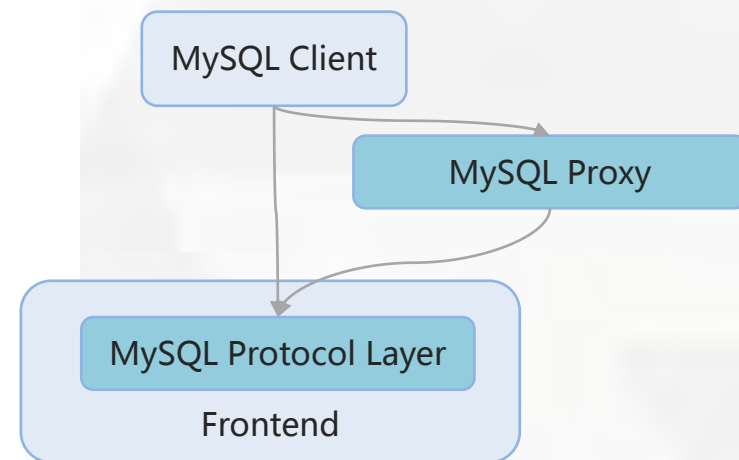 MySQL Client
MySQL Proxy
MySQL Protocol Layer
Frontend